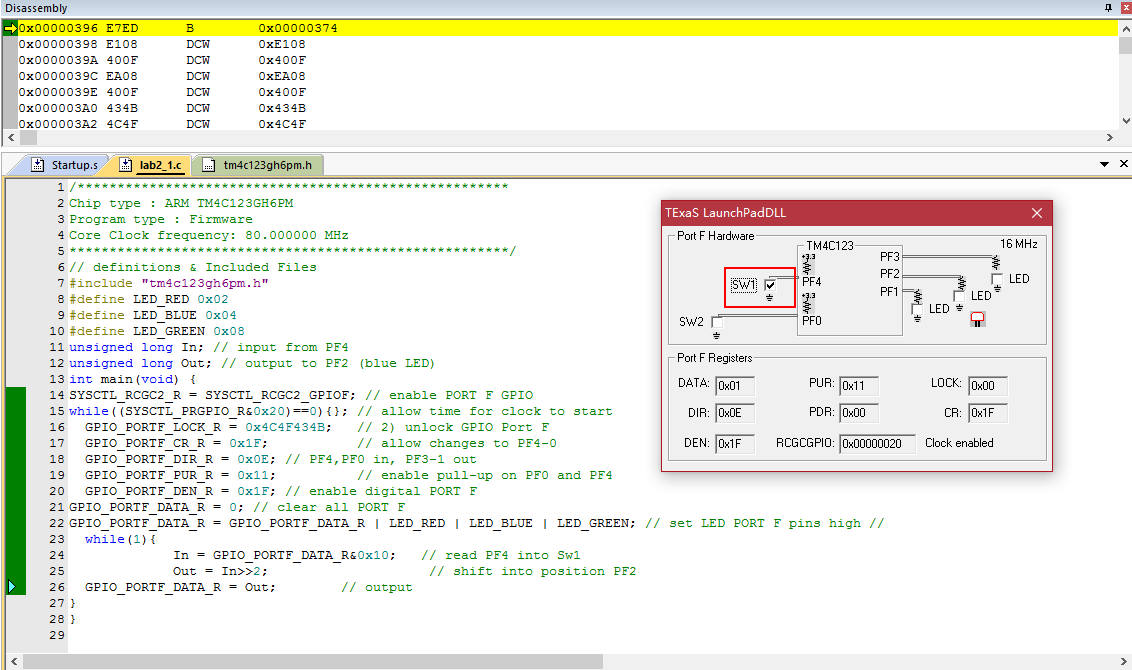 Disassembly
0x00000396 E7ED B 0x00000374
0x00000398 E108 DCW 0xE108
0x0000039A 400F DCW 0x400F
0x0000039C EA08 DCW 0xEA08
0x0000039E 400F DCW 0x400F
0x000003A0 434B DCW 0x434B
0x000003A2 4C4F DCW 0x4C4F
Startup.s lab2_1.c tm4c123gh6pm.h
1 /******************************************************
2 Chip type : ARM TM4C123GH6PM
3 Program type : Firmware
4 Core Clock frequency: 80.000000 MHz
5 *******************************************************/
6 // definitions & Included Files
7 #include "tm4c123gh6pm.h"
8 #define LED_RED 0x02
9 #define LED_BLUE 0x04
10 #define LED_GREEN 0x08
11 unsigned long In; // input from PF4
12 unsigned long Out; // output to PF2 (blue LED)
13 int main(void) {
14 SYSCTL_RCGC2_R = SYSCTL_RCGC2_GPIOF; // enable PORT F GPIO
15 while((SYSCTL_PRGPIO_R&0x20)==0){}; // allow time for clock to start
16 GPIO_PORTF_LOCK_R = 0x4C4F434B; // 2) unlock GPIO Port F
17 GPIO_PORTF_CR_R = 0x1F; // allow changes to PF4-0
18 GPIO_PORTF_DIR_R = 0x0E; // PF4,PF0 in, PF3-1 out
19 GPIO_PORTF_PUR_R = 0x11; // enable pull-up on PF0 and PF4
20 GPIO_PORTF_DEN_R = 0x1F; // enable digital PORT F
21 GPIO_PORTF_DATA_R = 0; // clear all PORT F
22 GPIO_PORTF_DATA_R = GPIO_PORTF_DATA_R | LED_RED | LED_BLUE | LED_GREEN; // set LED PORT F pins high //
23 while(1){
24 In = GPIO_PORTF_DATA_R&0x10; // read PF4 into Sw1
25 Out = In>>2; // shift into position PF2
26 GPIO_PORTF_DATA_R = Out; // output
27 }
28 }
29
TExaS LaunchPadDLL
Port F Hardware
TM4C123
16 MHz
+3.3
PF3
PF2
LED
SW1
PF4
PF1
LED
+3.3
LED
SW2
PF0
Port F Registers
DATA: 0x01 PUR: 0x11 LOCK: 0x00
DIR: 0x0E PDR: 0x00 CR: 0x1F
DEN: 0x1F RCGCGPIO: 0x00000020 Clock enabled